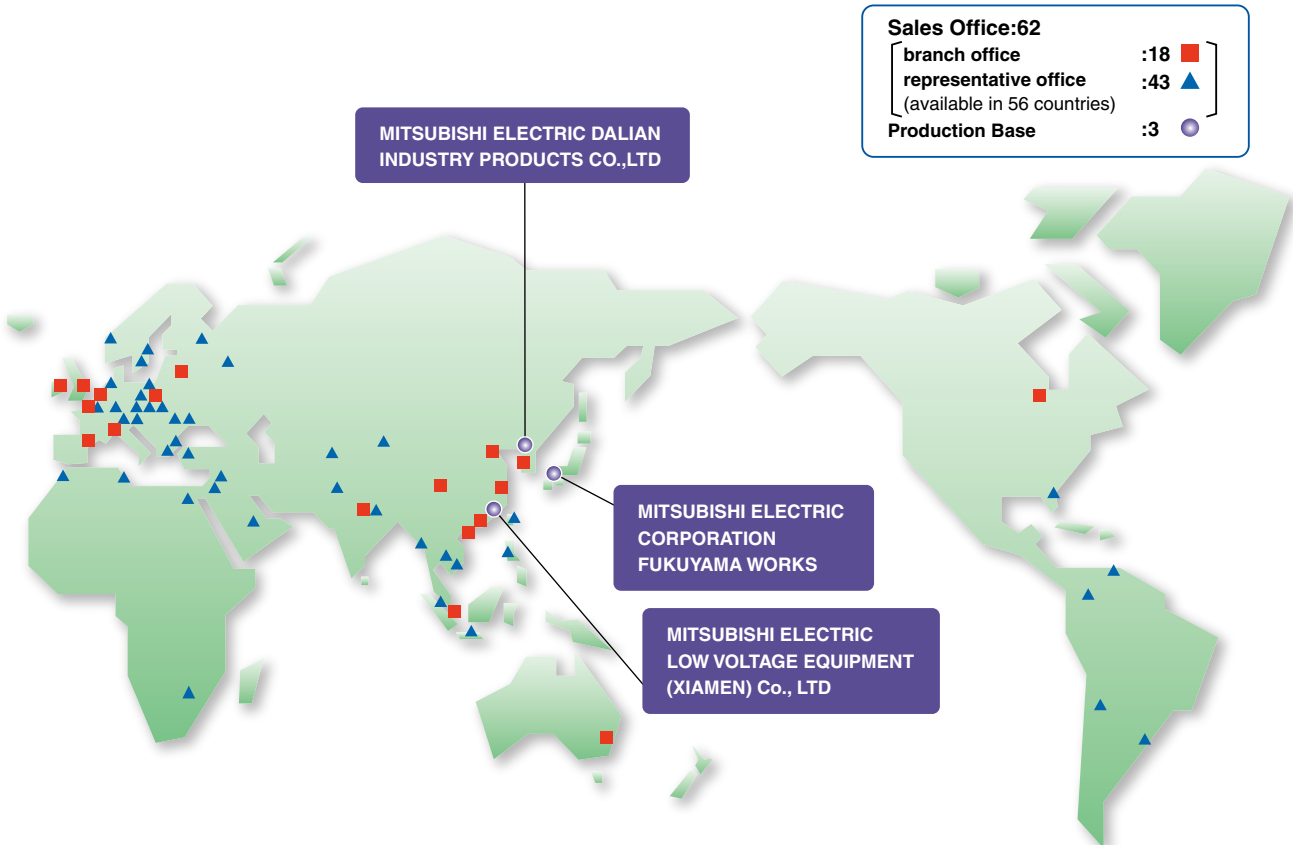 Sales Office:62
branch office :18
representative office :43
(available in 56 countries)
Production Base :3
MITSUBISHI ELECTRIC DALIAN
INDUSTRY PRODUCTS CO.,LTD
MITSUBISHI ELECTRIC
CORPORATION
FUKUYAMA WORKS
MITSUBISHI ELECTRIC
LOW VOLTAGE EQUIPMENT
(XIAMEN) Co., LTD